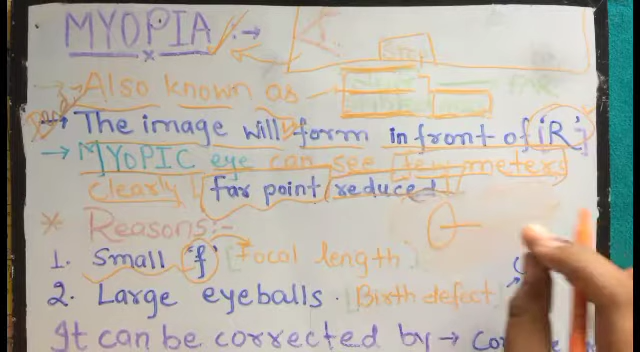 MYOPIA :→
→ Also known as →
→ The image will form in front of 'R'
→ MYOPIC eye can see few meters
clearly far point reduced
* Reasons:-
1. Small 'f' [Focal length]
2. Large eyeballs. [Birth defect]
It can be corrected by →